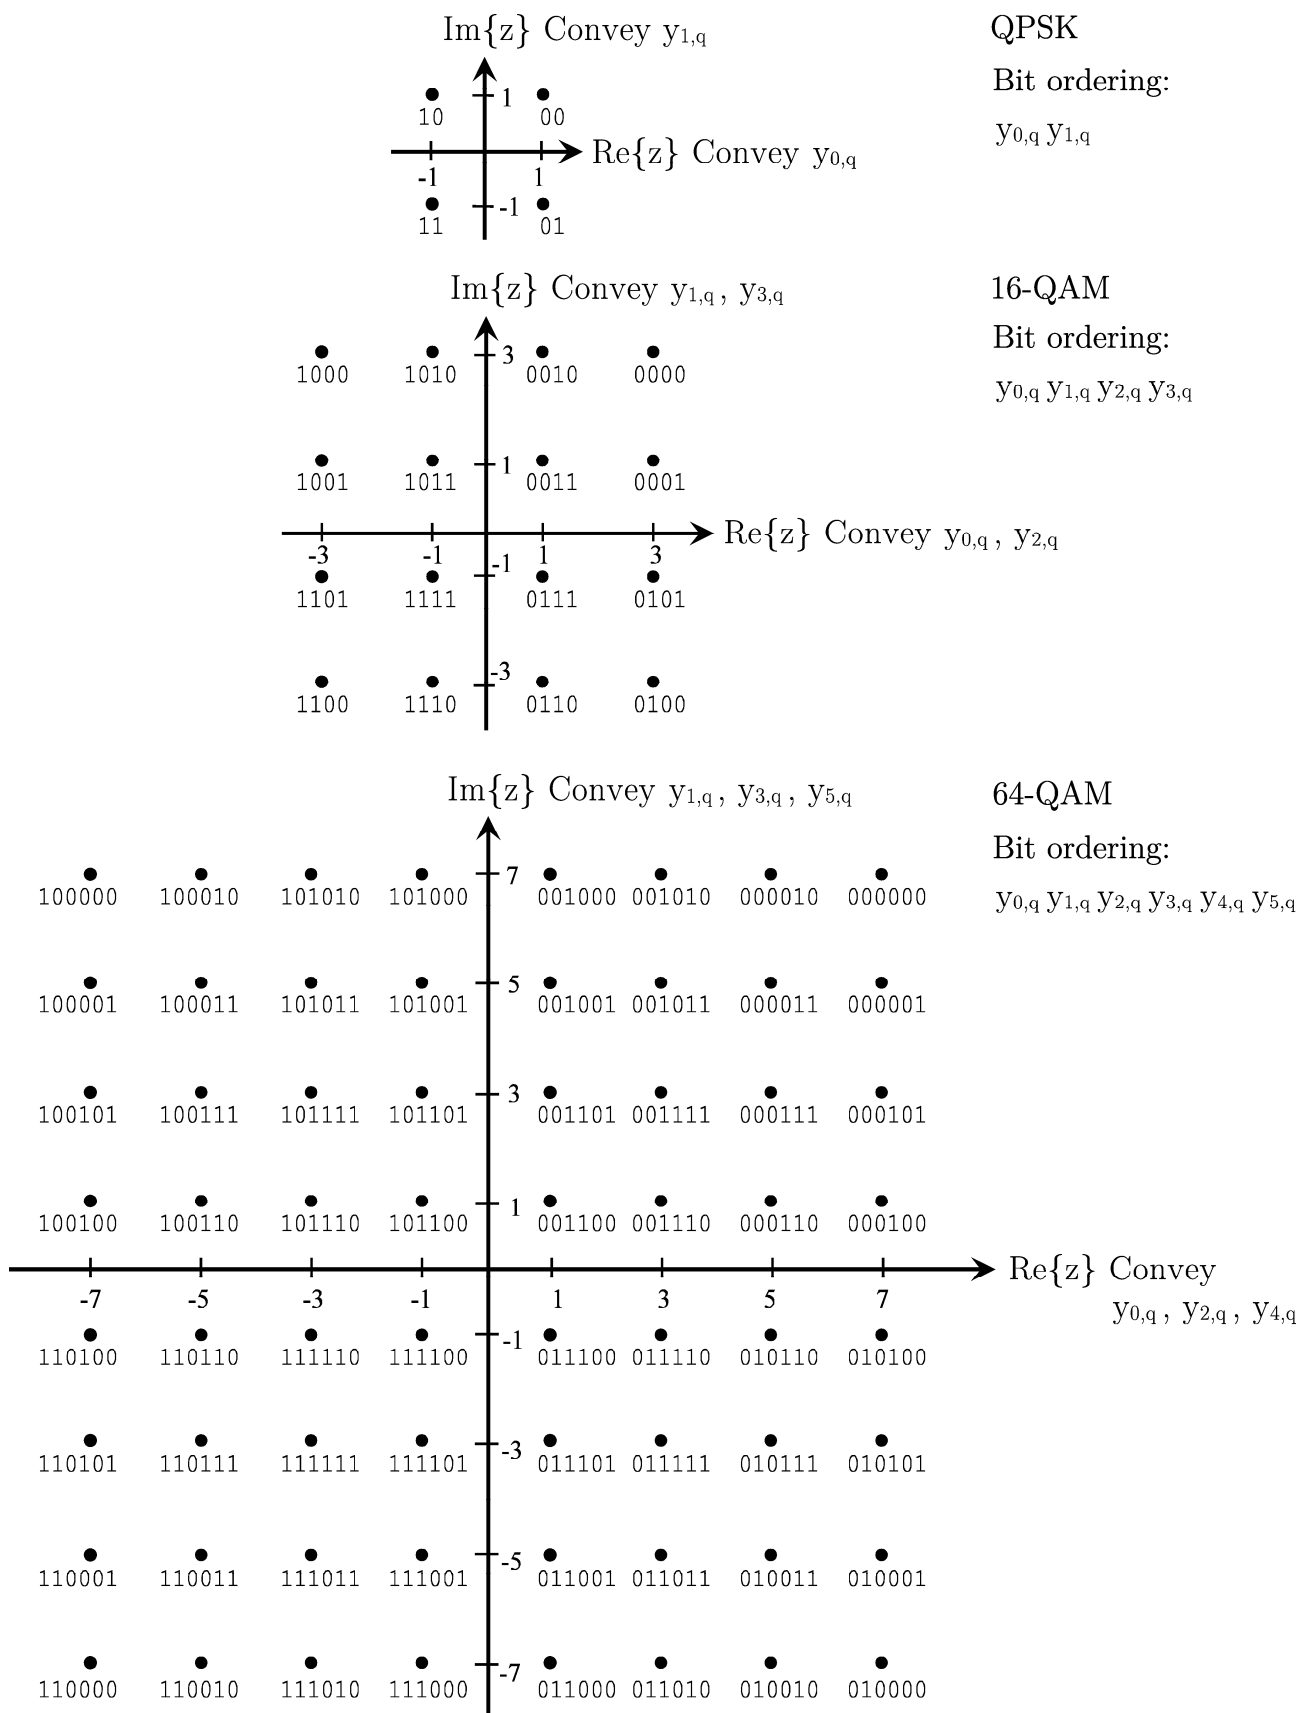 Im{z} Convey y1,q
QPSK
Bit ordering:
y0,q y1,q
1
10 00
Re{z} Convey y0,q
-1 1
-1
11 01
Im{z} Convey y1,q, y3,q
16-QAM
Bit ordering:
y0,q y1,q y2,q y3,q
3
1000 1010 0010 0000
1
1001 1011 0011 0001
Re{z} Convey y0,q, y2,q
-3 -1 1 3
-1
1101 1111 0111 0101
-3
1100 1110 0110 0100
Im{z} Convey y1,q, y3,q, y5,q
64-QAM
Bit ordering:
y0,q y1,q y2,q y3,q y4,q y5,q
7
100000 100010 101010 101000 001000 001010 000010 000000
5
100001 100011 101011 101001 001001 001011 000011 000001
3
100101 100111 101111 101101 001101 001111 000111 000101
1
100100 100110 101110 101100 001100 001110 000110 000100
Re{z} Convey
y0,q, y2,q, y4,q
-7 -5 -3 -1 1 3 5 7
-1
110100 110110 111110 111100 011100 011110 010110 010100
-3
110101 110111 111111 111101 011101 011111 010111 010101
-5
110001 110011 111011 111001 011001 011011 010011 010001
-7
110000 110010 111010 111000 011000 011010 010010 010000